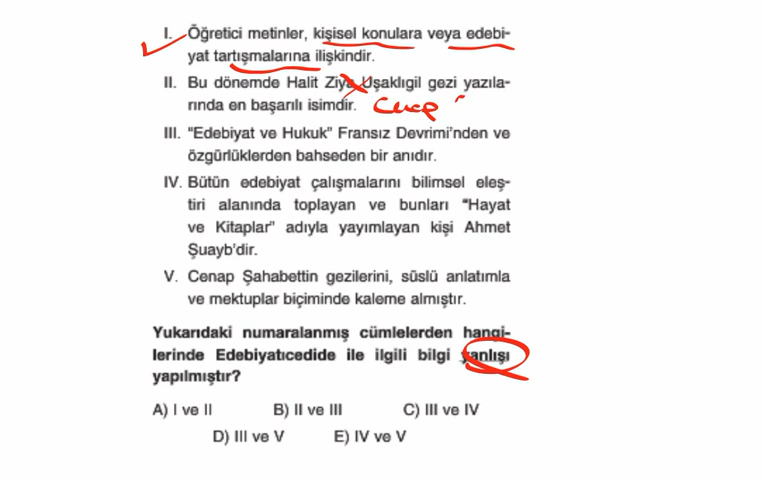 I. Öğretici metinler, kişisel konulara veya edebi-
yat tartışmalarına ilişkindir.
II. Bu dönemde Halit Ziya Uşaklıgil gezi yazıla-
rında en başarılı isimdir. Cenap "
III. "Edebiyat ve Hukuk" Fransız Devrimi'nden ve
özgürlüklerden bahseden bir anıdır.
IV. Bütün edebiyat çalışmalarını bilimsel eleş-
tiri alanında toplayan ve bunları "Hayat
ve Kitaplar" adıyla yayımlayan kişi Ahmet
Şuayb'dir.
V. Cenap Şahabettin gezilerini, süslü anlatımla
ve mektuplar biçiminde kaleme almıştır.
Yukarıdaki numaralanmış cümlelerden hangi-
lerinde Edebiyatıcedide ile ilgili bilgi yanlışı
yapılmıştır?
A) I ve II B) II ve III C) III ve IV
D) III ve V E) IV ve V